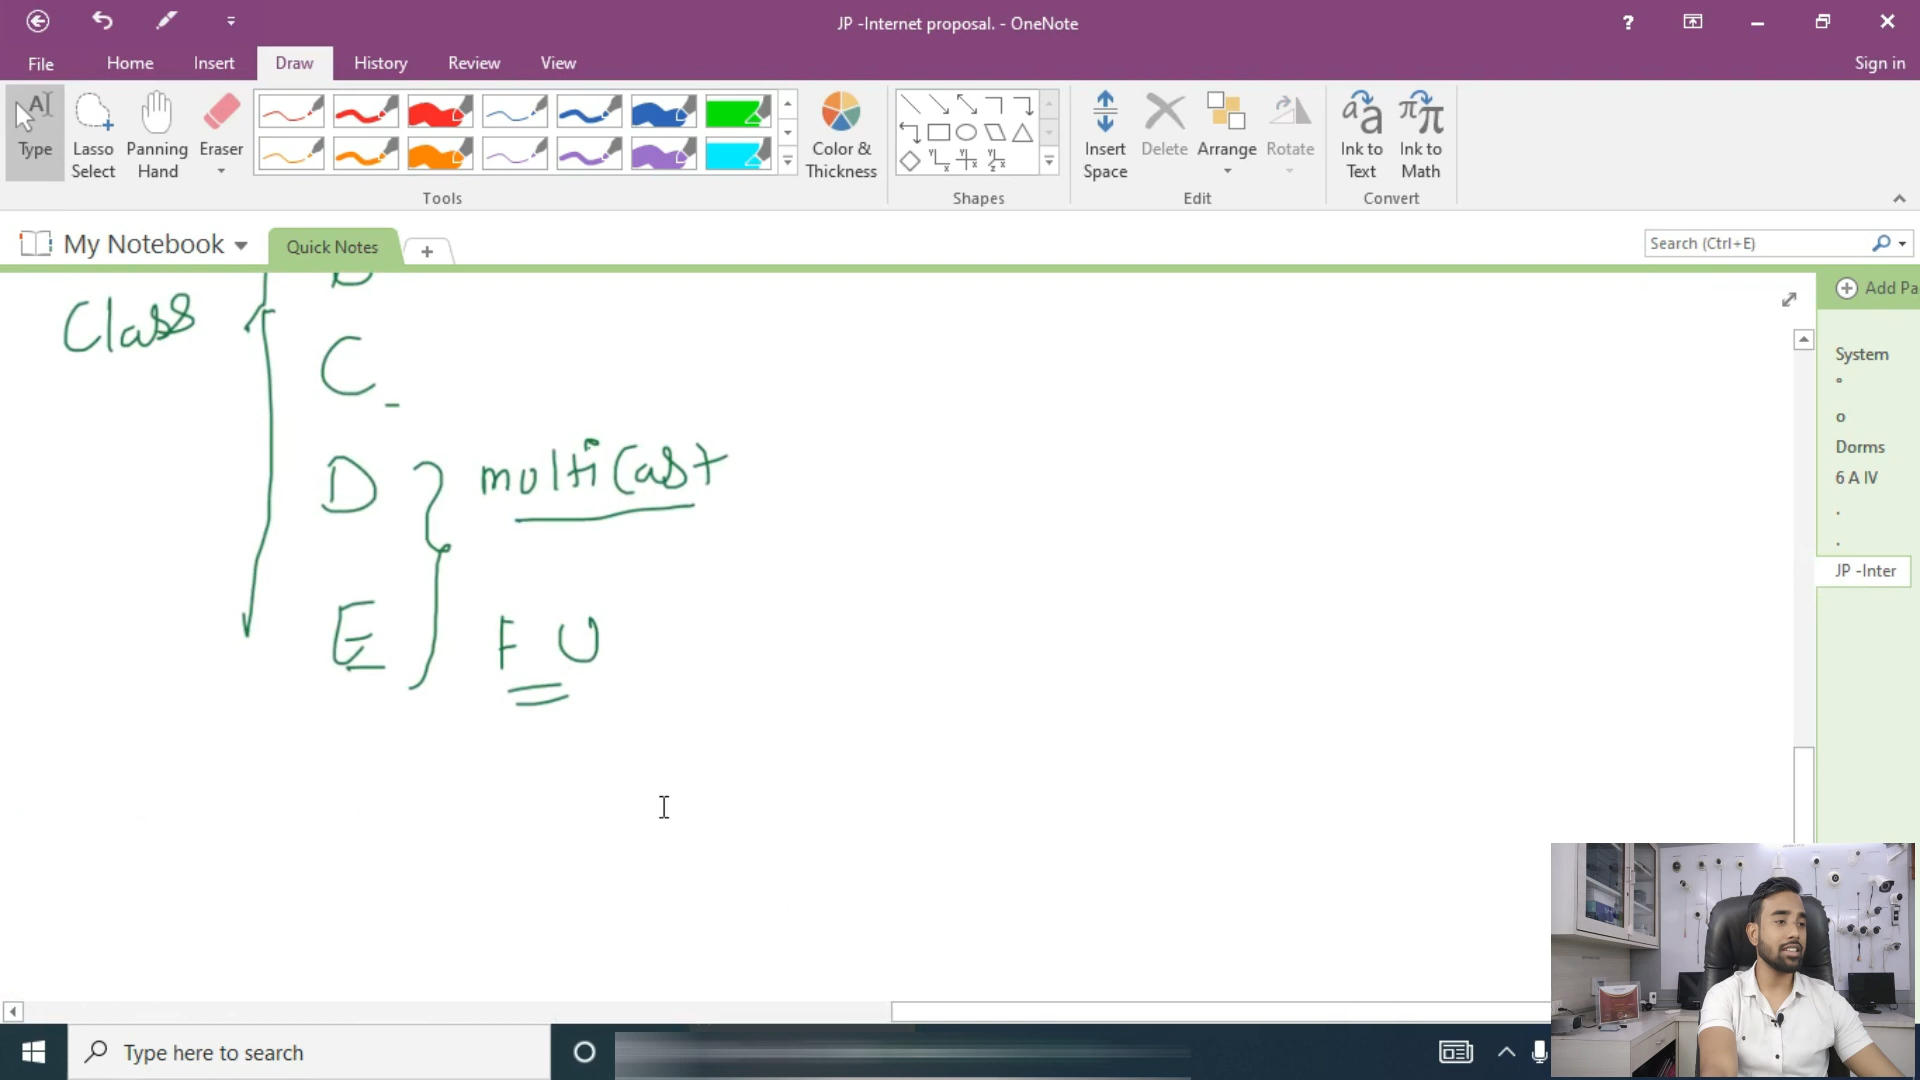 JP -Internet proposal. - OneNote
?
File Home Insert Draw History Review View Sign in
Type
Lasso Select
Panning Hand
Eraser
Color & Thickness
Insert Space
Delete
Arrange
Rotate
Ink to Text
Ink to Math
Tools Shapes Edit Convert
My Notebook Quick Notes + Search (Ctrl+E)
Add Pa
System
o
Dorms
6 A IV
.
.
JP -Inter
Class
C
D multiCast
E F U
Type here to search